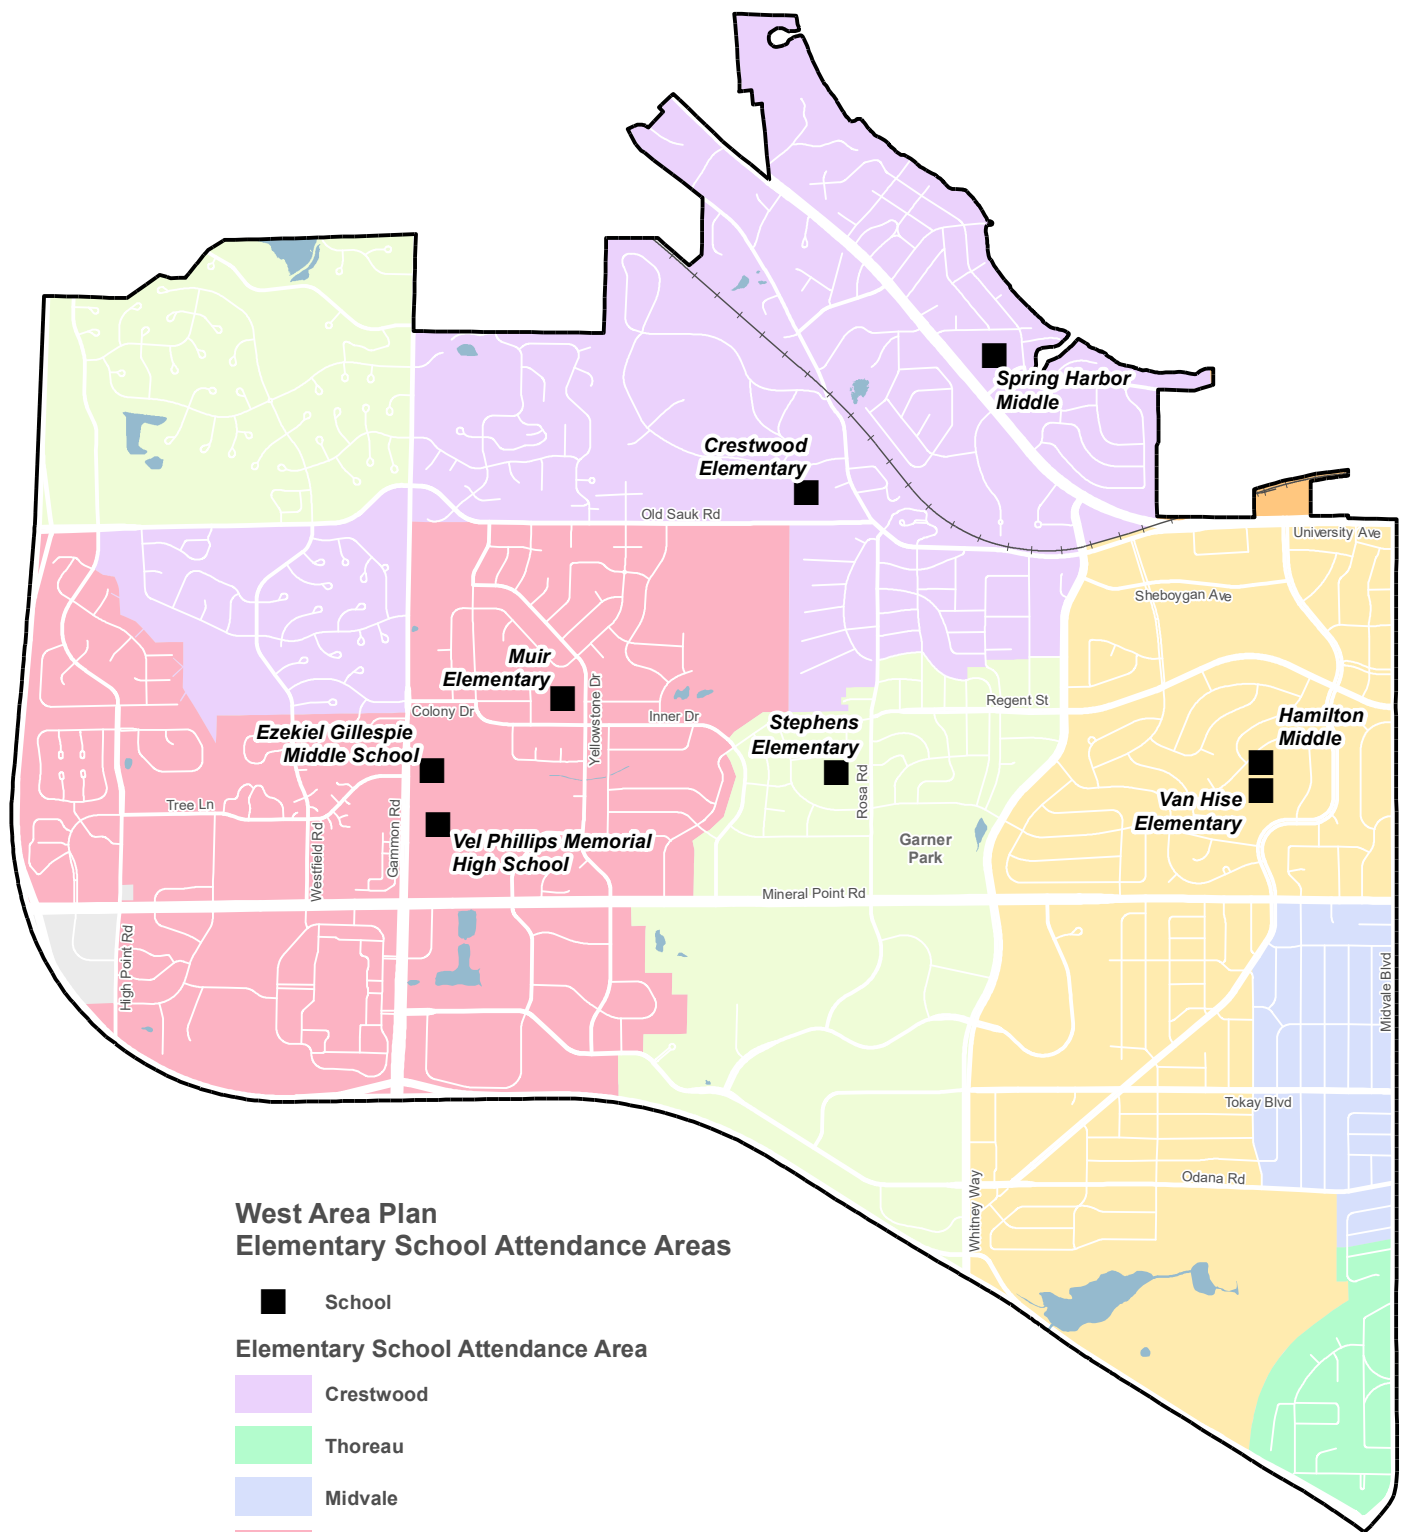 Spring Harbor
Middle
Crestwood
Elementary
Old Sauk Rd
University Ave
Sheboygan Ave
Muir
Elementary
Yellowstone Dr
Regent St
Colony Dr
Inner Dr
Stephens
Elementary
Hamilton
Middle
Ezekiel Gillespie
Middle School
Rosa Rd
Van Hise
Elementary
Tree Ln
Westfield Rd
Gammon Rd
Vel Phillips Memorial
High School
Garner
Park
Mineral Point Rd
High Point Rd
Midvale Blvd
Tokay Blvd
Odana Rd
Whitney Way
West Area Plan
Elementary School Attendance Areas
School
Elementary School Attendance Area
Crestwood
Thoreau
Midvale